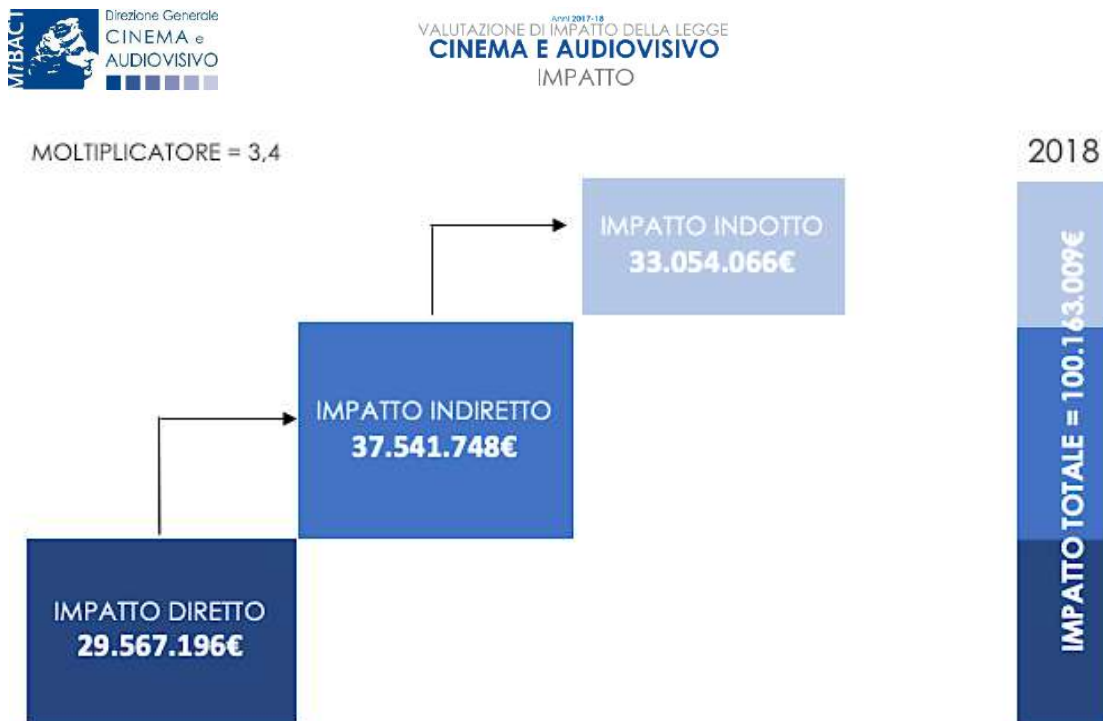 MiBACT
Direzione Generale
CINEMA e
AUDIOVISIVO
Anni 2017-18
VALUTAZIONE DI IMPATTO DELLA LEGGE
CINEMA E AUDIOVISIVO
IMPATTO
MOLTIPLICATORE = 3,4
2018
IMPATTO INDOTTO
33.054.066€
IMPATTO INDIRETTO
37.541.748€
IMPATTO DIRETTO
29.567.196€
IMPATTO TOTALE = 100.163.009€